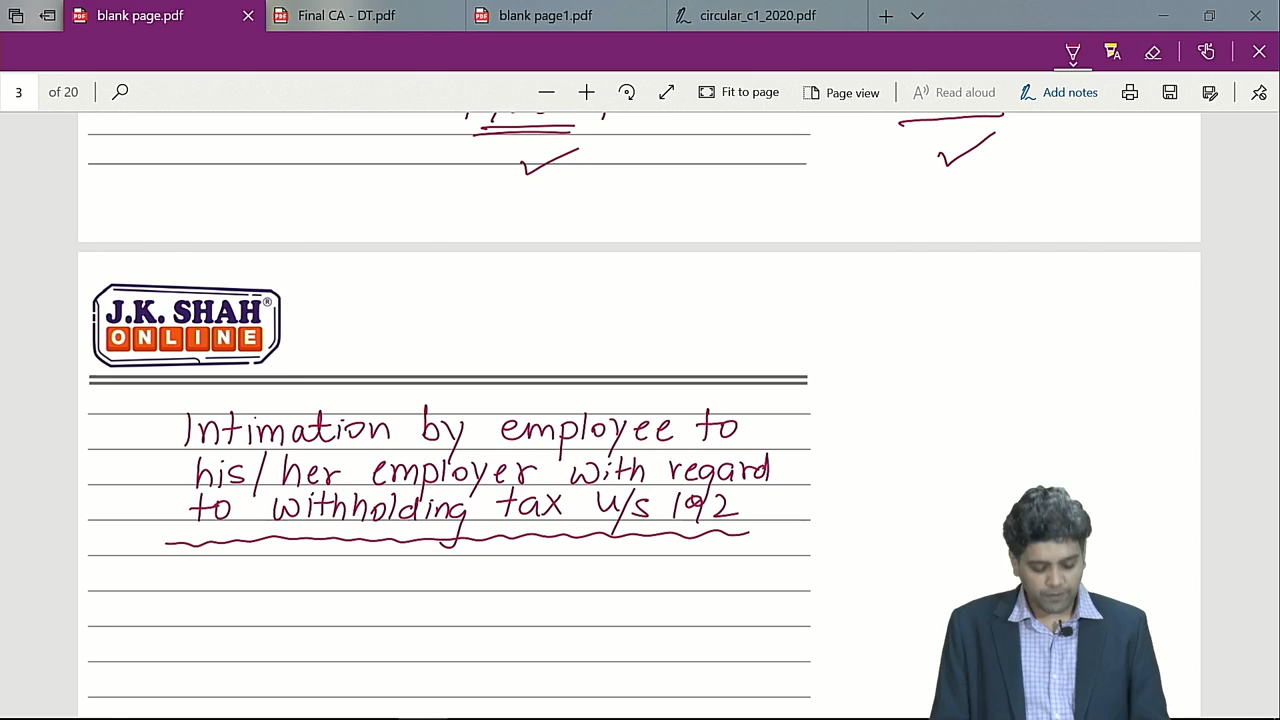 blank page.pdf
Final CA - DT.pdf
blank page1.pdf
circular_c1_2020.pdf
3 of 20
Fit to page
Page view
Read aloud
Add notes
J.K. SHAH®
ONLINE
Intimation by employee to
his/her employer with regard
to withholding tax u/s 192